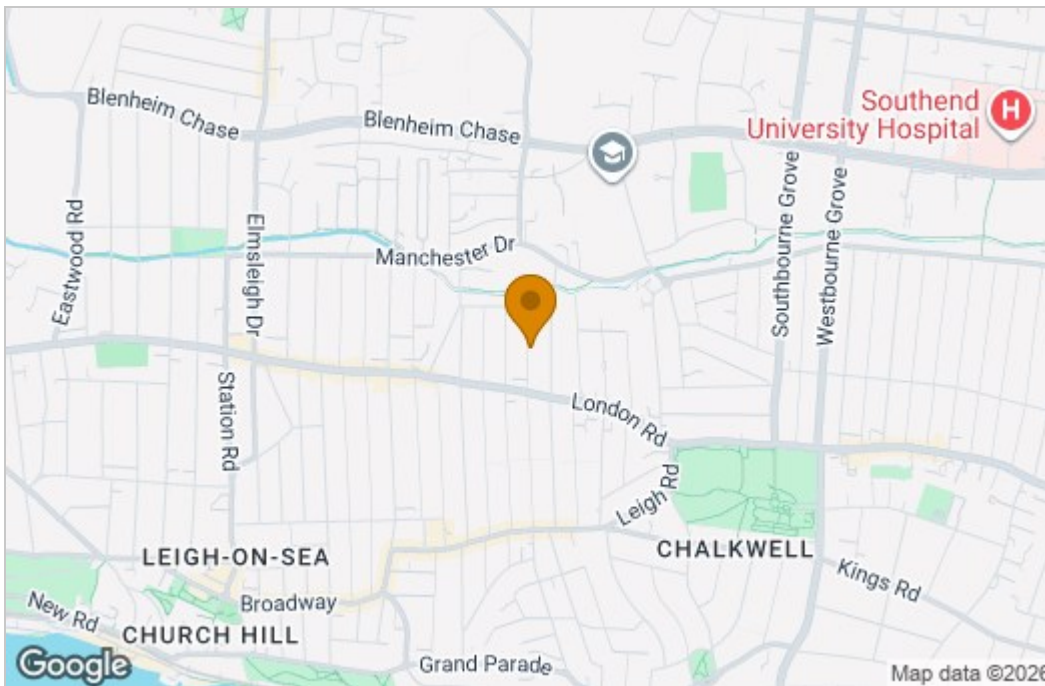 Blenheim Chase
Blenheim Chase
Southend
University Hospital
H
Eastwood Rd
Elmsleigh Dr
Manchester Dr
Southbourne Grove
Westbourne Grove
Station Rd
London Rd
Leigh Rd
LEIGH-ON-SEA
CHALKWELL
Kings Rd
New Rd
Broadway
CHURCH HILL
Grand Parade
Google
Map data ©2026